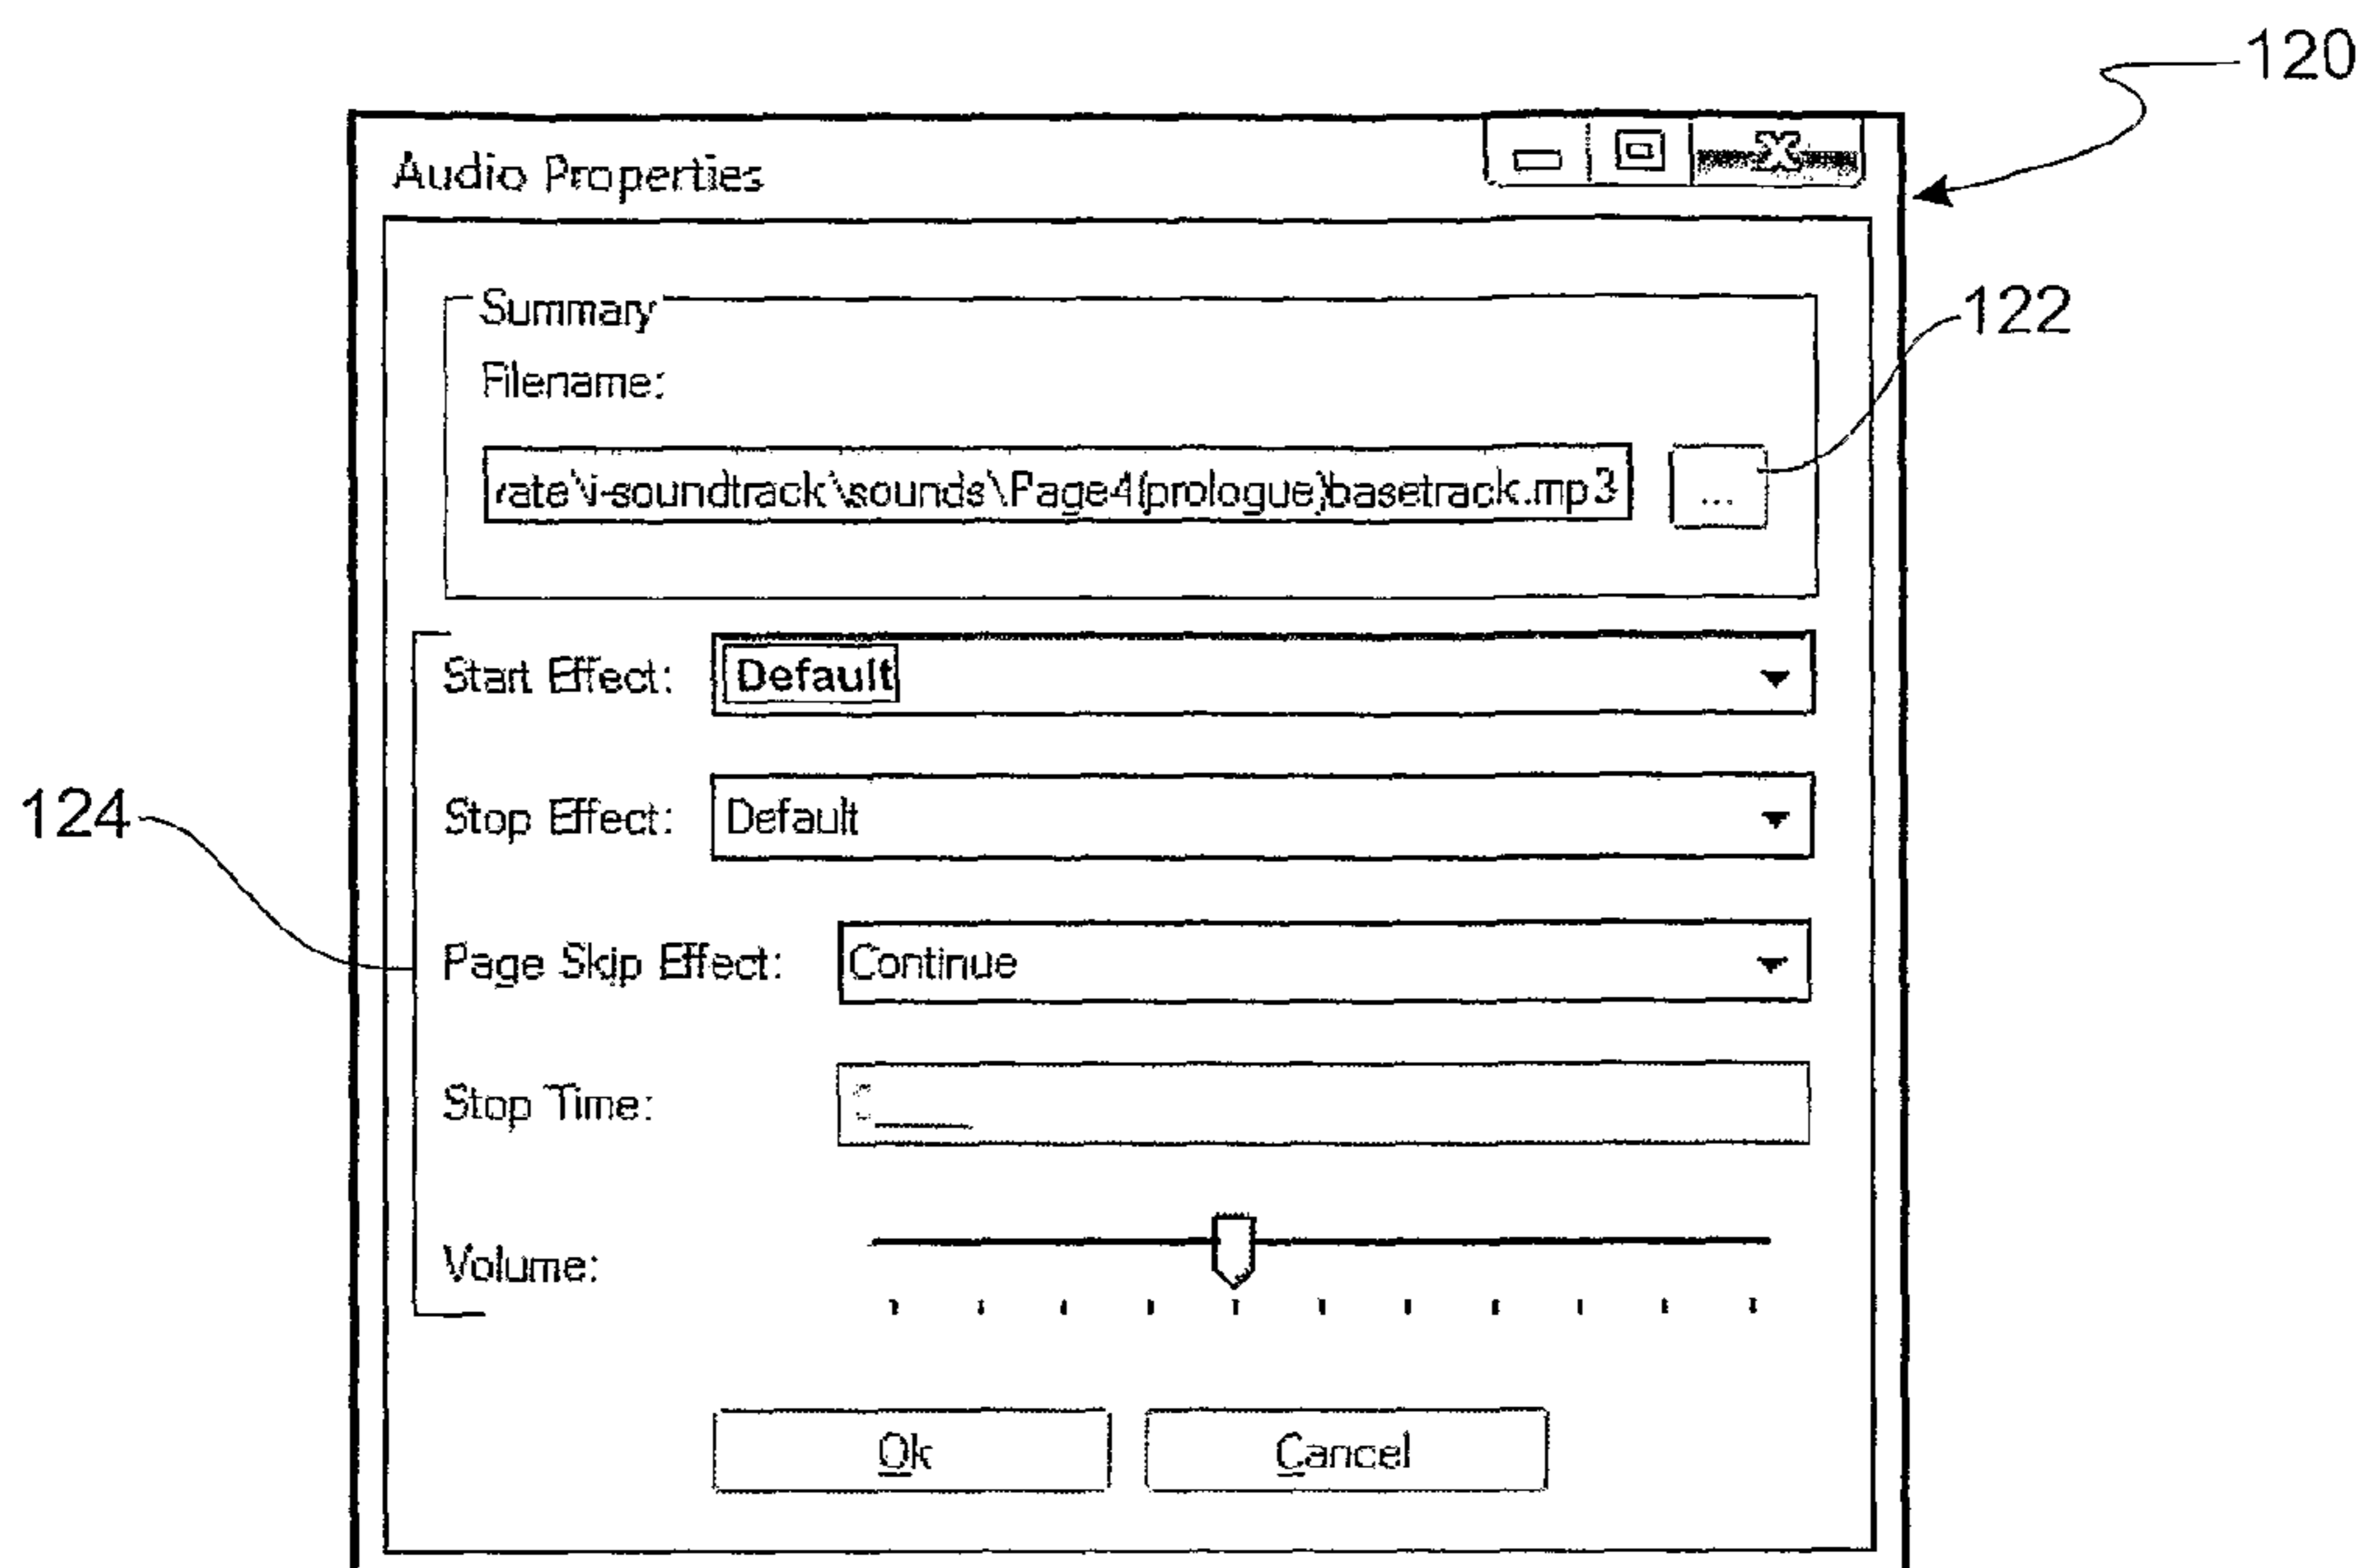 120
Audio Properties
Summary
122
Filename:
rate\i-soundtrack\sounds\Page4(prologue)basetrack.mp3
...
Start Effect: Default
124
Stop Effect: Default
Page Skip Effect: Continue
Stop Time:
Volume:
Ok Cancel